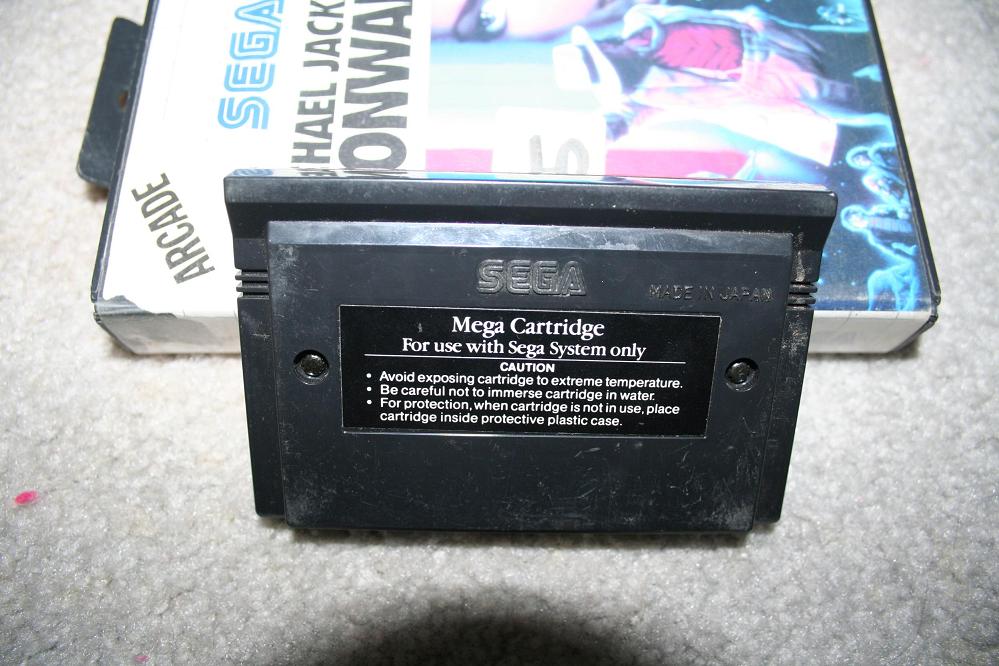 SEGA
HAEL JACK
ONWAL
ARCADE
5
SEGA
MADE IN JAPAN
Mega Cartridge
For use with Sega System only
CAUTION
• Avoid exposing cartridge to extreme temperature.
• Be careful not to immerse cartridge in water.
• For protection, when cartridge is not in use, place
cartridge inside protective plastic case.